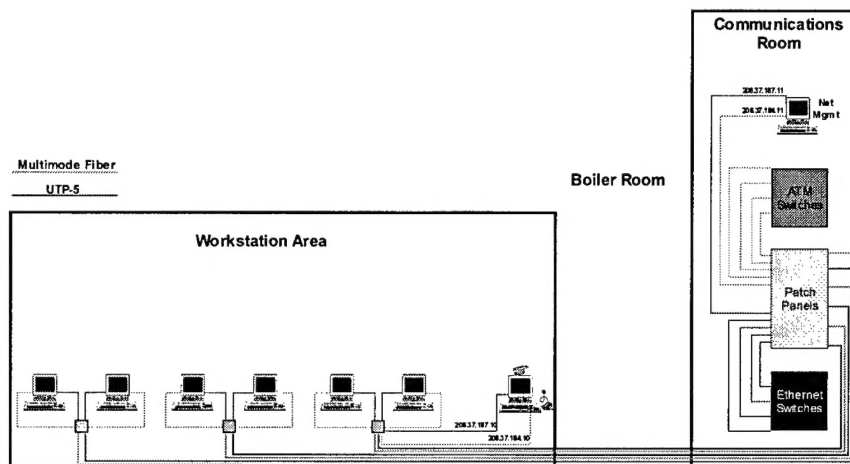 Communications
Room
208.37.187.11
208.37.184.11
Net
Mgmt
Multimode Fiber
UTP-5
Boiler Room
ATM
Switches
Workstation Area
Patch
Panels
Ethernet
Switches
208.37.187.10
208.37.184.10